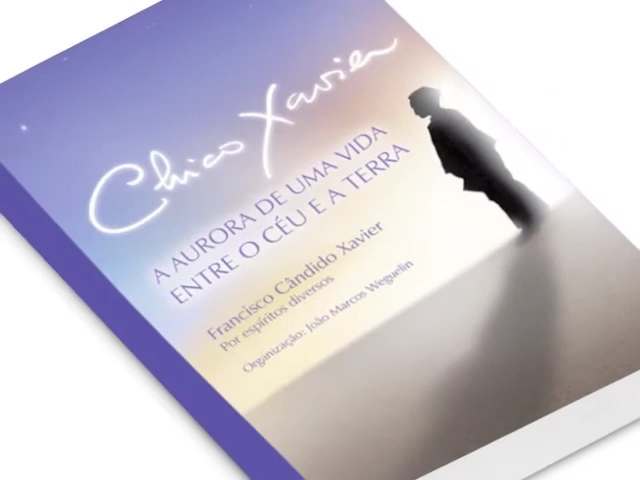 Chico Xavier
A AURORA DE UMA VIDA
ENTRE O CÉU E A TERRA
Francisco Cândido Xavier
Por espíritos diversos
Organização: João Marcos Weguelin